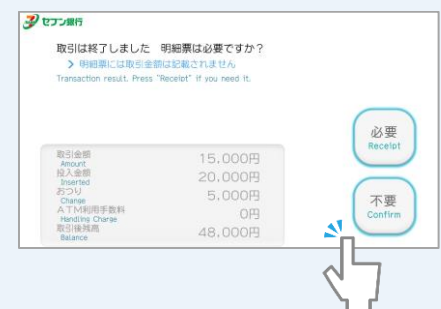 セブン銀行
取引は終了しました 明細票は必要ですか？
> 明細票には取引金額は記載されません
Transaction result. Press "Receipt" if you need it.
必要
Receipt
取引金額 15,000円
Amount
投入金額 20,000円
Inserted
おつり 5,000円
Change
ATM利用手数料 0円
Handling Charge
取引後残高 48,000円
Balance
不要
Confirm